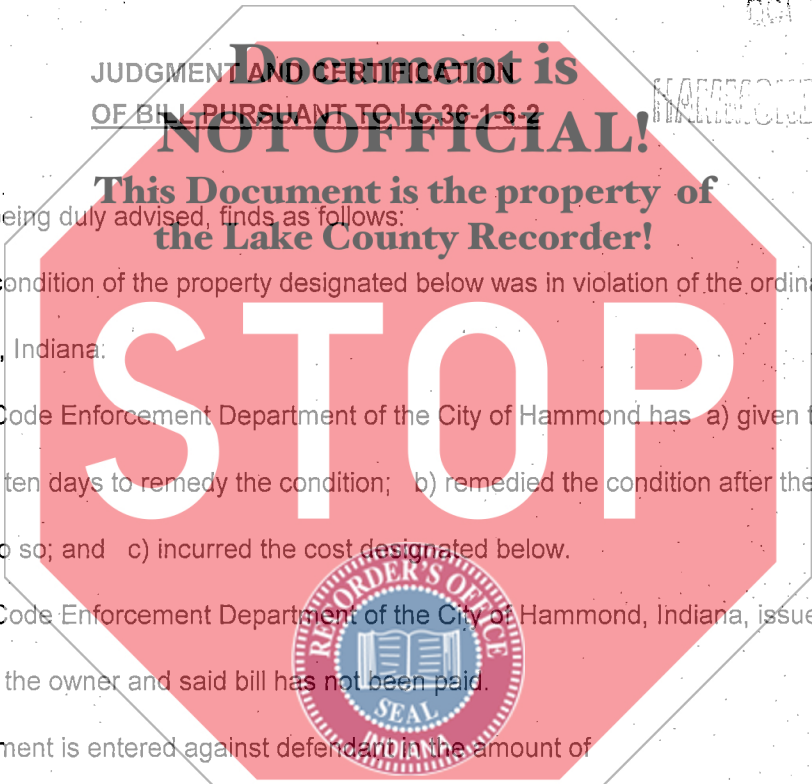 JUDGMENT AND CERTIFICATION
OF BILL PURSUANT TO I.C.36-1-6-2
HAMMOND
Document is
NOT OFFICIAL!
This Document is the property of
the Lake County Recorder!
eing duly advised, finds as follows:
ondition of the property designated below was in violation of the ordina
, Indiana:
STOP
Code Enforcement Department of the City of Hammond has a) given t
ten days to remedy the condition; b) remedied the condition after the
o so; and c) incurred the cost designated below.
RECORDER'S OFFICE
SEAL
INDIANA
Code Enforcement Department of the City of Hammond, Indiana, issue
the owner and said bill has not been paid.
ment is entered against defendant in the amount of